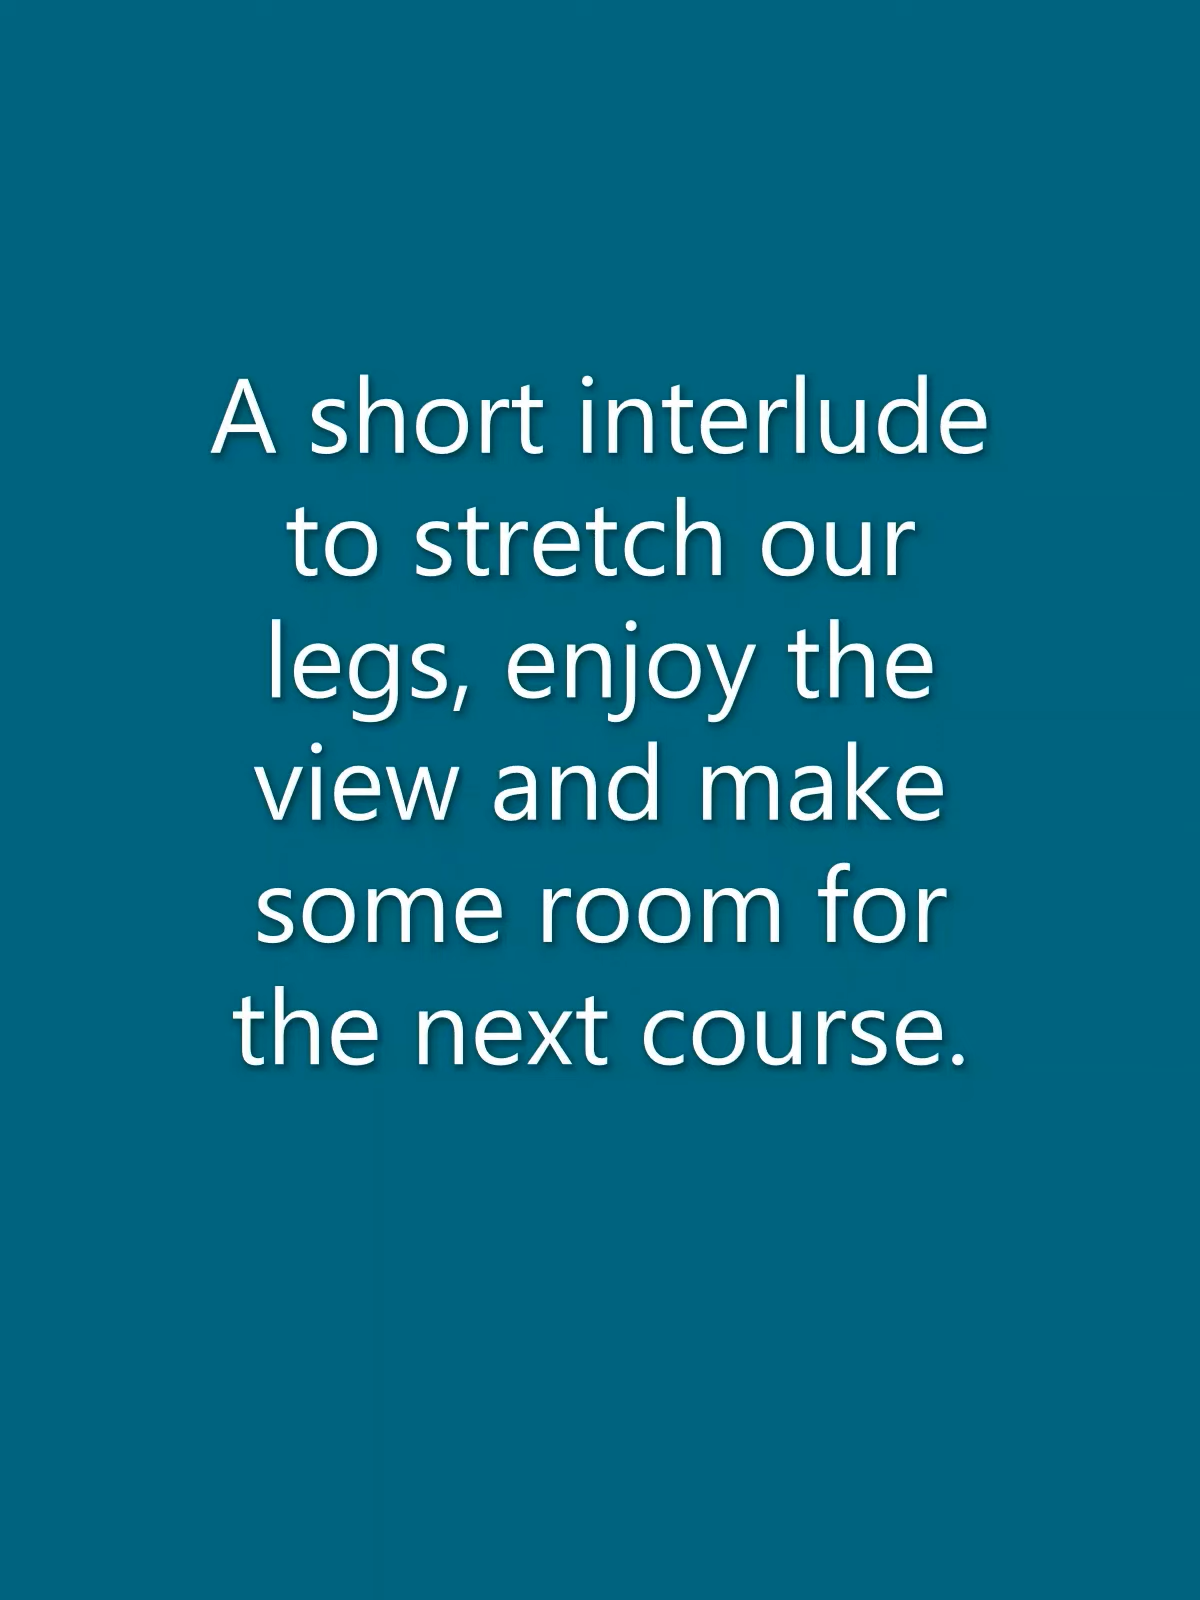 A short interlude
to stretch our
legs, enjoy the
view and make
some room for
the next course.